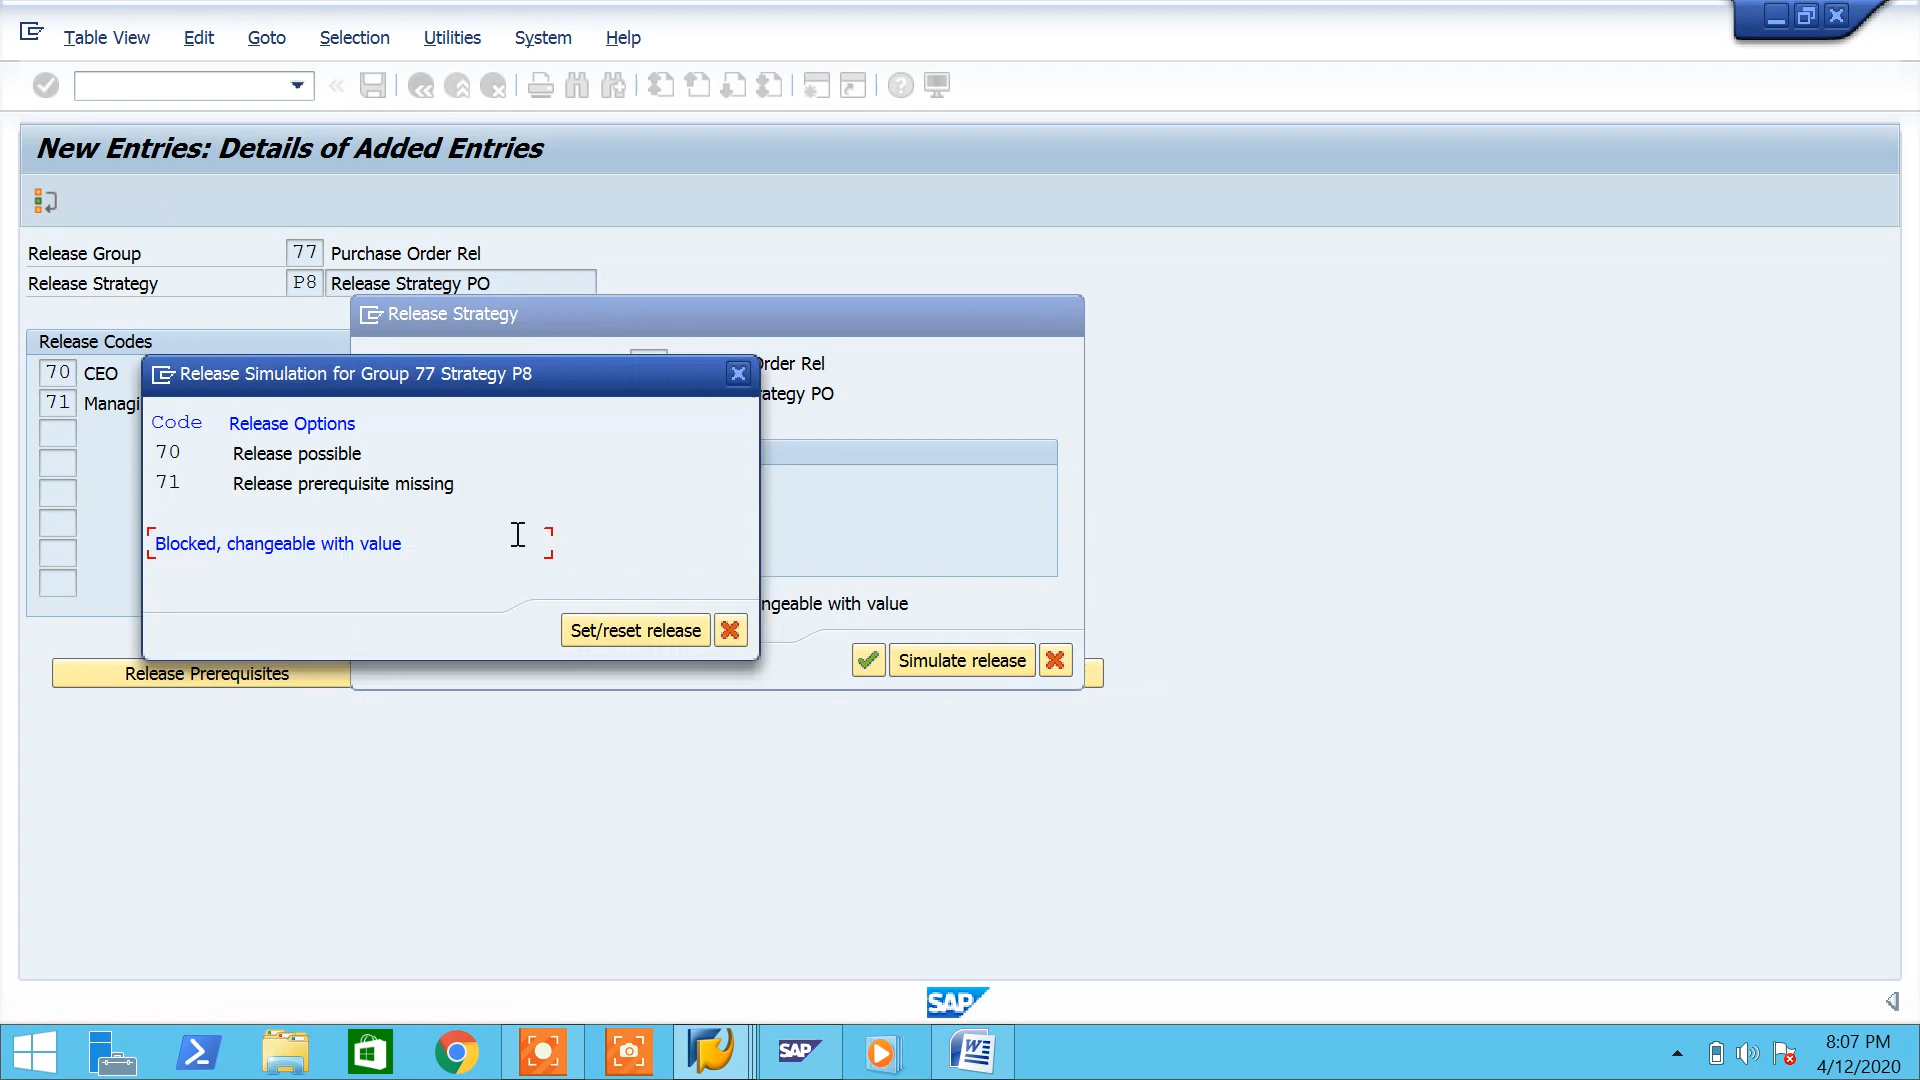 Table View Edit Goto Selection Utilities System Help
New Entries: Details of Added Entries
Release Group 77 Purchase Order Rel
Release Strategy P8 Release Strategy PO
Release Strategy
Release Codes
Order Rel
70 CEO
Release Simulation for Group 77 Strategy P8
ategy PO
71 Managi
Code Release Options
70 Release possible
71 Release prerequisite missing
Blocked, changeable with value
ngeable with value
Set/reset release
Simulate release
Release Prerequisites
SAP
SAP
8:07 PM
4/12/2020